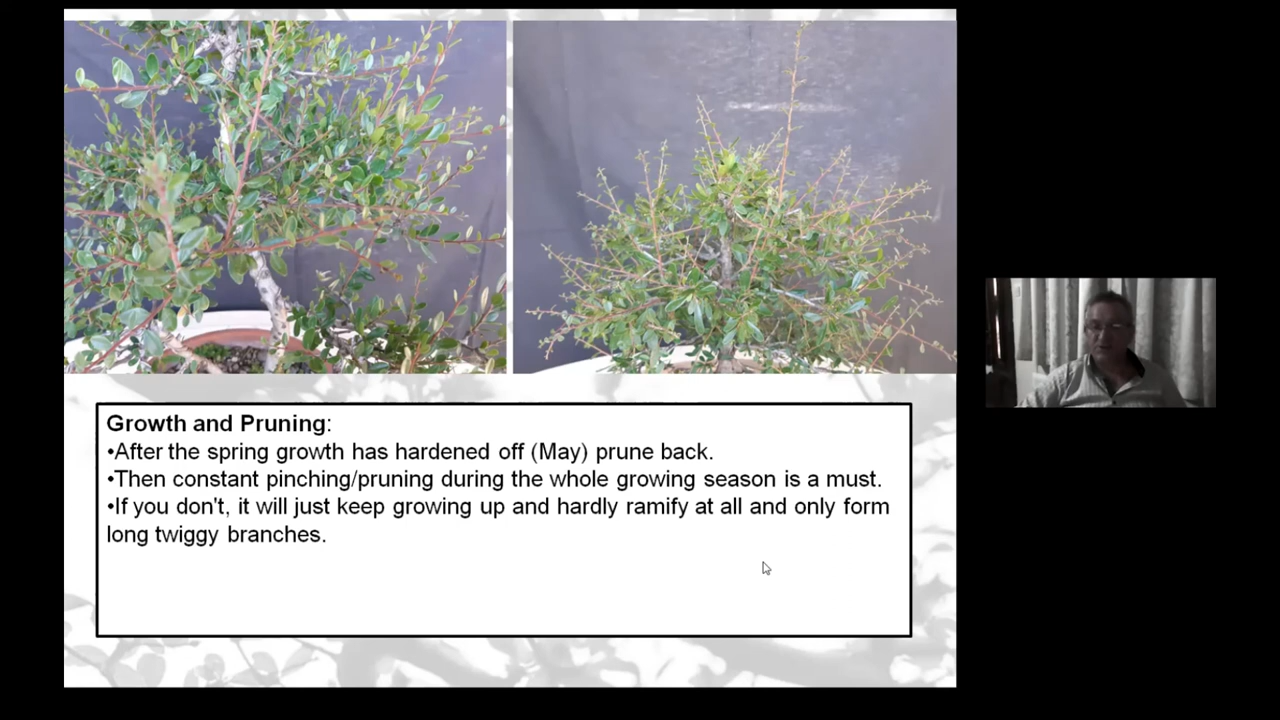 Growth and Pruning:
•After the spring growth has hardened off (May) prune back.
•Then constant pinching/pruning during the whole growing season is a must.
•If you don't, it will just keep growing up and hardly ramify at all and only form
long twiggy branches.